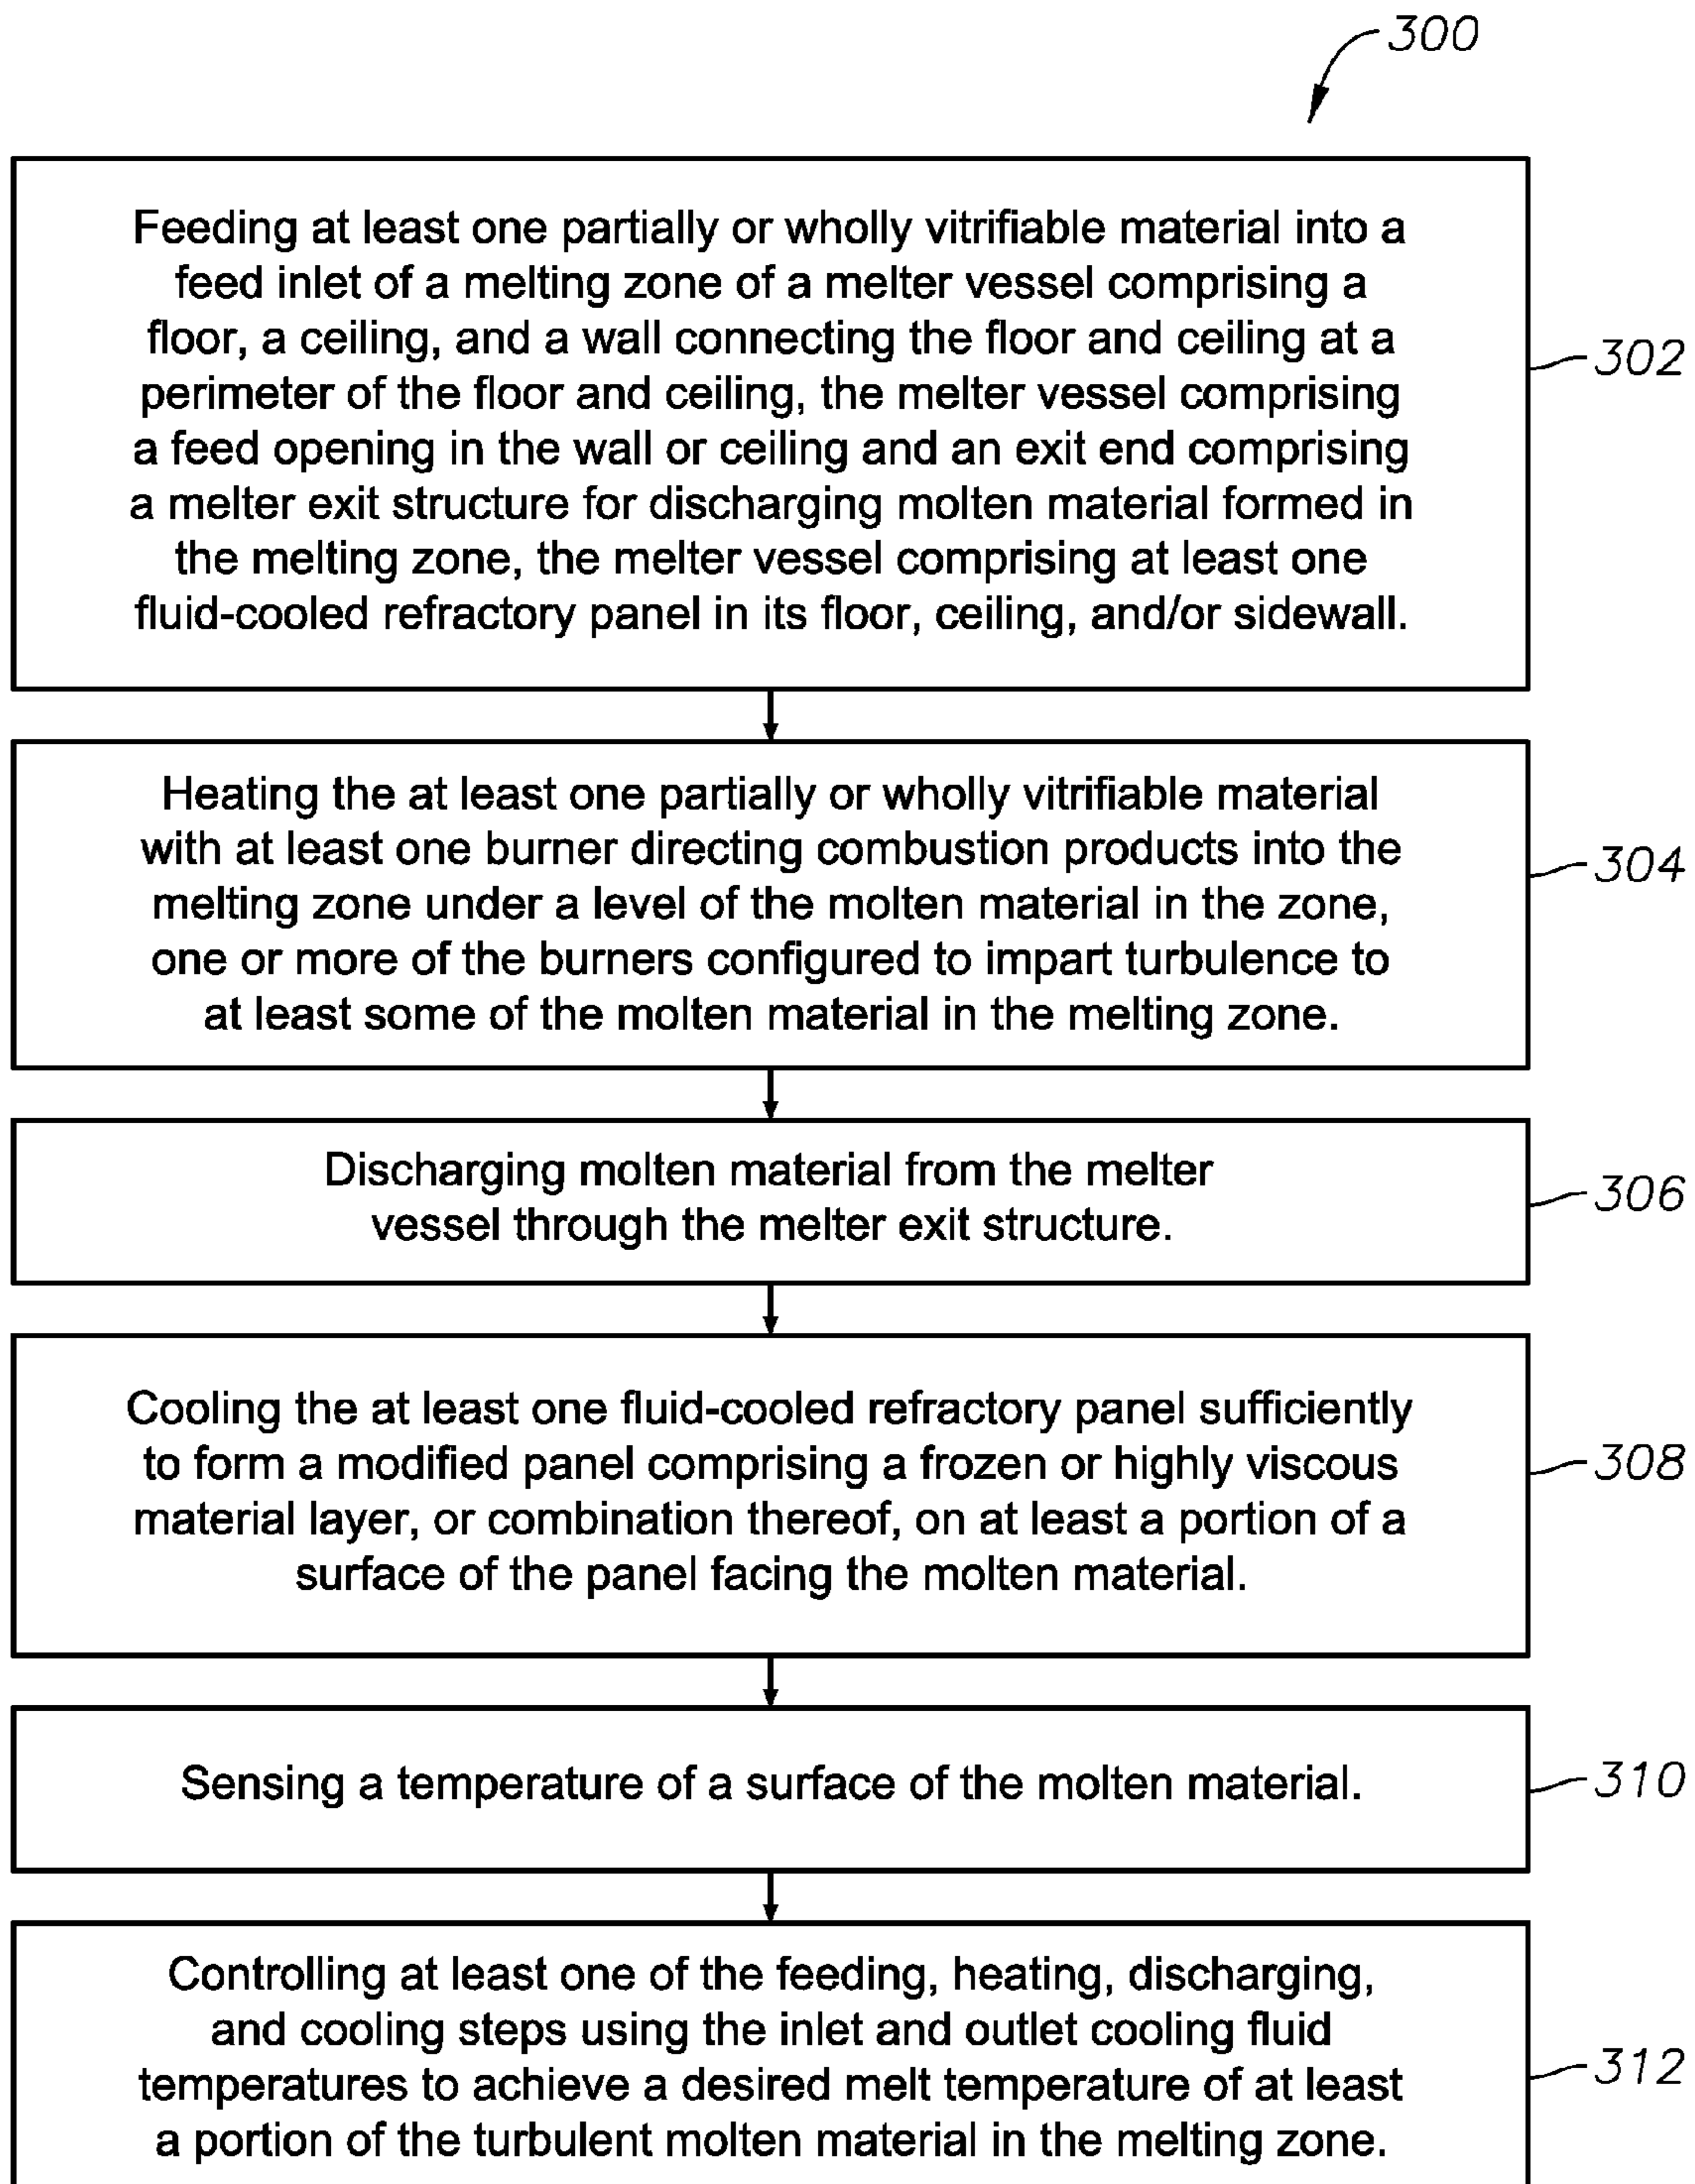 300
Feeding at least one partially or wholly vitrifiable material into a
feed inlet of a melting zone of a melter vessel comprising a
floor, a ceiling, and a wall connecting the floor and ceiling at a
perimeter of the floor and ceiling, the melter vessel comprising
a feed opening in the wall or ceiling and an exit end comprising
a melter exit structure for discharging molten material formed in
the melting zone, the melter vessel comprising at least one
fluid-cooled refractory panel in its floor, ceiling, and/or sidewall.
302
Heating the at least one partially or wholly vitrifiable material
with at least one burner directing combustion products into the
melting zone under a level of the molten material in the zone,
one or more of the burners configured to impart turbulence to
at least some of the molten material in the melting zone.
304
Discharging molten material from the melter
vessel through the melter exit structure.
306
Cooling the at least one fluid-cooled refractory panel sufficiently
to form a modified panel comprising a frozen or highly viscous
material layer, or combination thereof, on at least a portion of a
surface of the panel facing the molten material.
308
Sensing a temperature of a surface of the molten material.
310
Controlling at least one of the feeding, heating, discharging,
and cooling steps using the inlet and outlet cooling fluid
temperatures to achieve a desired melt temperature of at least
a portion of the turbulent molten material in the melting zone.
312